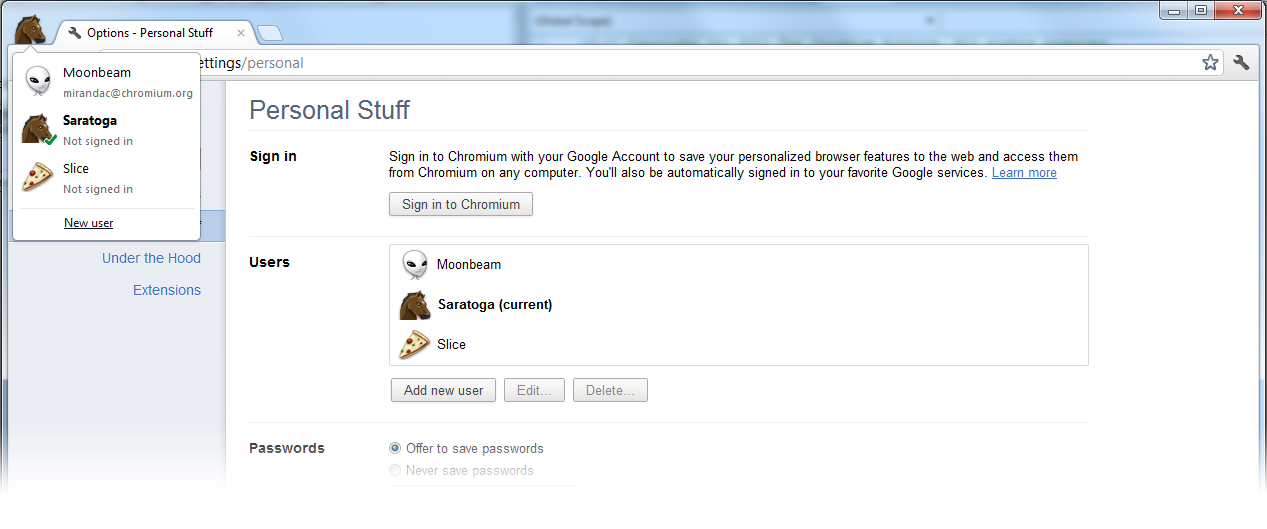 Options - Personal Stuff
ettings/personal
Moonbeam
mirandac@chromium.org
Saratoga
Not signed in
Slice
Not signed in
New user
Under the Hood
Extensions
Personal Stuff
Sign in
Sign in to Chromium with your Google Account to save your personalized browser features to the web and access them
from Chromium on any computer. You'll also be automatically signed in to your favorite Google services. Learn more
Sign in to Chromium
Users
Moonbeam
Saratoga (current)
Slice
Add new user Edit... Delete...
Passwords
Offer to save passwords
Never save passwords